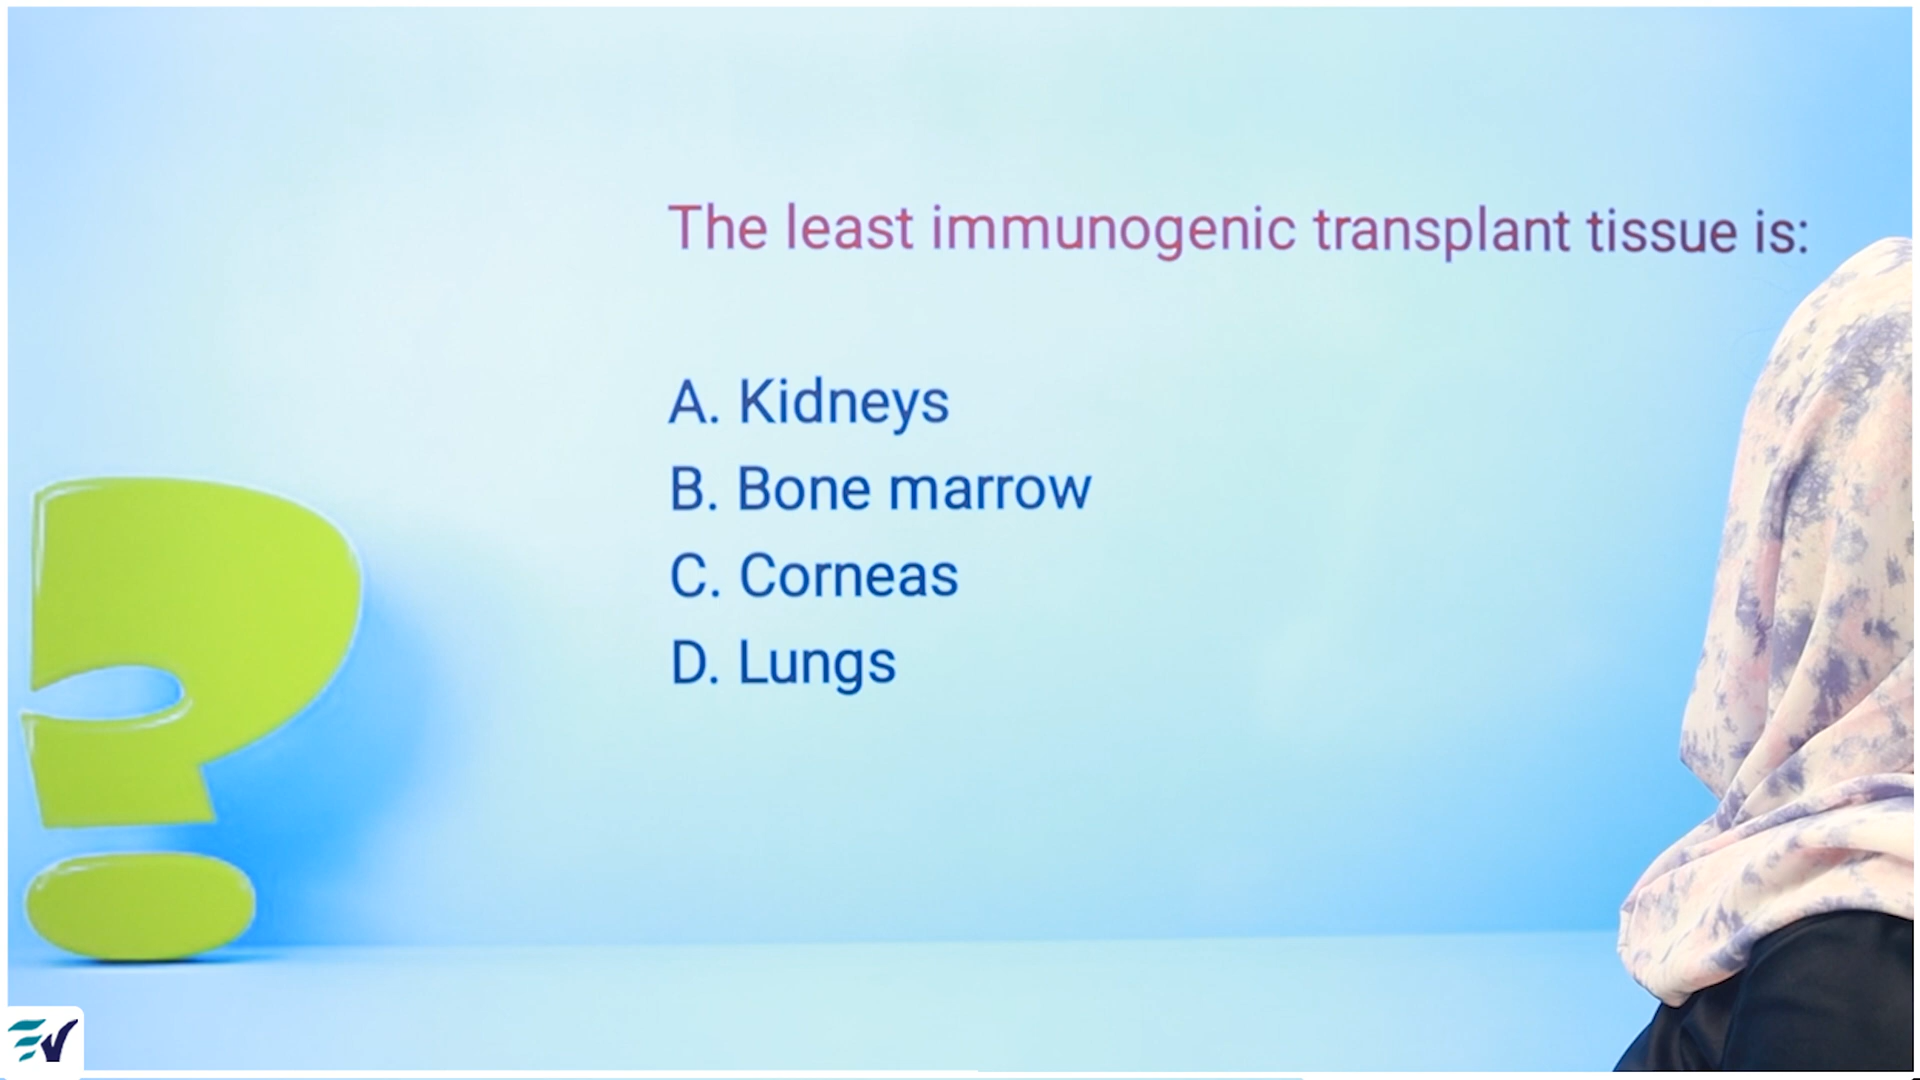 The least immunogenic transplant tissue is:
A. Kidneys
B. Bone marrow
C. Corneas
D. Lungs